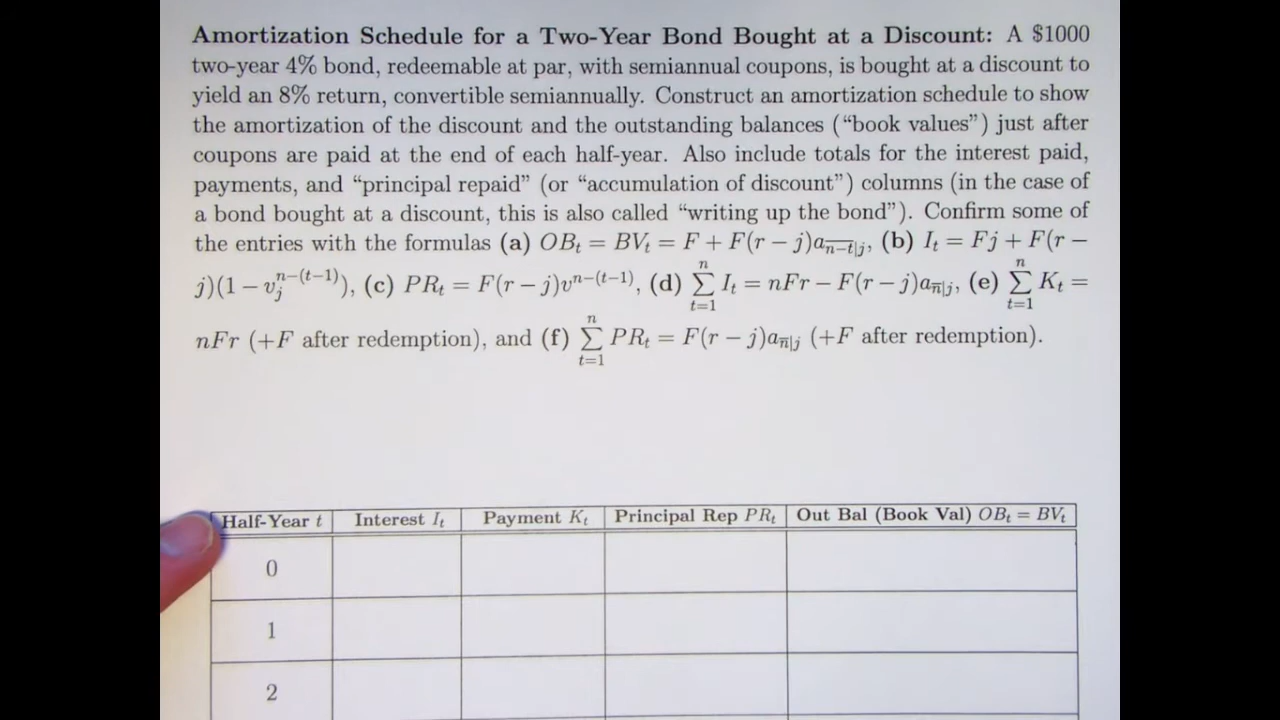 Amortization Schedule for a Two-Year Bond Bought at a Discount: A $1000
two-year 4% bond, redeemable at par, with semiannual coupons, is bought at a discount to
yield an 8% return, convertible semiannually. Construct an amortization schedule to show
the amortization of the discount and the outstanding balances (“book values”) just after
coupons are paid at the end of each half-year. Also include totals for the interest paid,
payments, and “principal repaid” (or “accumulation of discount”) columns (in the case of
a bond bought at a discount, this is also called “writing up the bond”). Confirm some of
the entries with the formulas (a) $OB_t = BV_t = F + F(r - j)a_{\overline{n-t}|j}$, (b) $I_t = Fj + F(r -$
$j)(1 - v_j^{n-(t-1)})$, (c) $PR_t = F(r - j)v^{n-(t-1)}$, (d) $\sum_{t=1}^{n} I_t = nFr - F(r - j)a_{\overline{n}|j}$, (e) $\sum_{t=1}^{n} K_t =$
$nFr$ (+$F$ after redemption), and (f) $\sum_{t=1}^{n} PR_t = F(r - j)a_{\overline{n}|j}$ (+$F$ after redemption).
Half-Year $t$ Interest $I_t$ Payment $K_t$ Principal Rep $PR_t$ Out Bal (Book Val) $OB_t = BV_t$
0
1
2